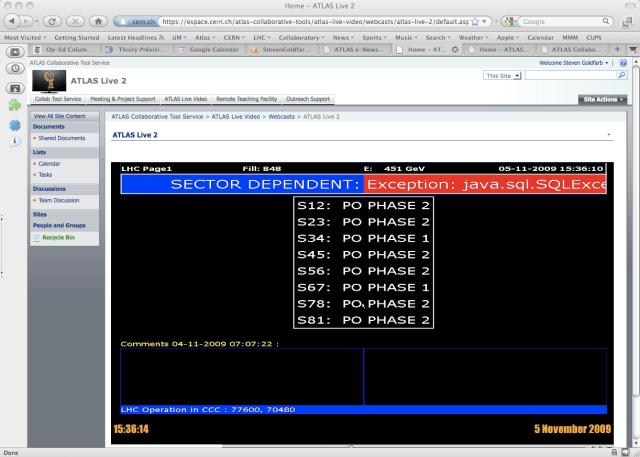 Home – ATLAS Live 2
cern.ch https://espace.cern.ch/atlas-collaborative-tools/atlas-live-video/webcasts/atlas-live-2/default.asp Google
Most Visited Getting Started Latest Headlines UM Atlas CERN LHC Collaboratory News Sports Music Search Weather Apple Calendar MMM CUPS
Op-Ed Colum... Thoiry Prévisi... Google Calendar StevenGoldfar... ATLAS e-News... Home – AT... Home – ATLAS... ATLAS Collabo...
ATLAS Collaborative Tool Service Welcome Steven Goldfarb
ATLAS Live 2 This Site
Collab Tool Service Meeting & Project Support ATLAS Live Video Remote Teaching Facility Outreach Support Site Actions
View All Site Content
Documents
Shared Documents
Lists
Calendar
Tasks
Discussions
Team Discussion
Sites
People and Groups
Recycle Bin
ATLAS Collaborative Tool Service > ATLAS Live Video > Webcasts > ATLAS Live 2
ATLAS Live 2
LHC Page1 Fill: 848 E: 451 GeV 05-11-2009 15:36:10
SECTOR DEPENDENT: Exception: java.sql.SQLExce
S12: PO PHASE 2
S23: PO PHASE 2
S34: PO PHASE 1
S45: PO PHASE 2
S56: PO PHASE 2
S67: PO PHASE 1
S78: PO PHASE 2
S81: PO PHASE 2
Comments 04-11-2009 07:07:22 :
LHC Operation in CCC : 77600, 70480
15:36:14 5 November 2009
Done